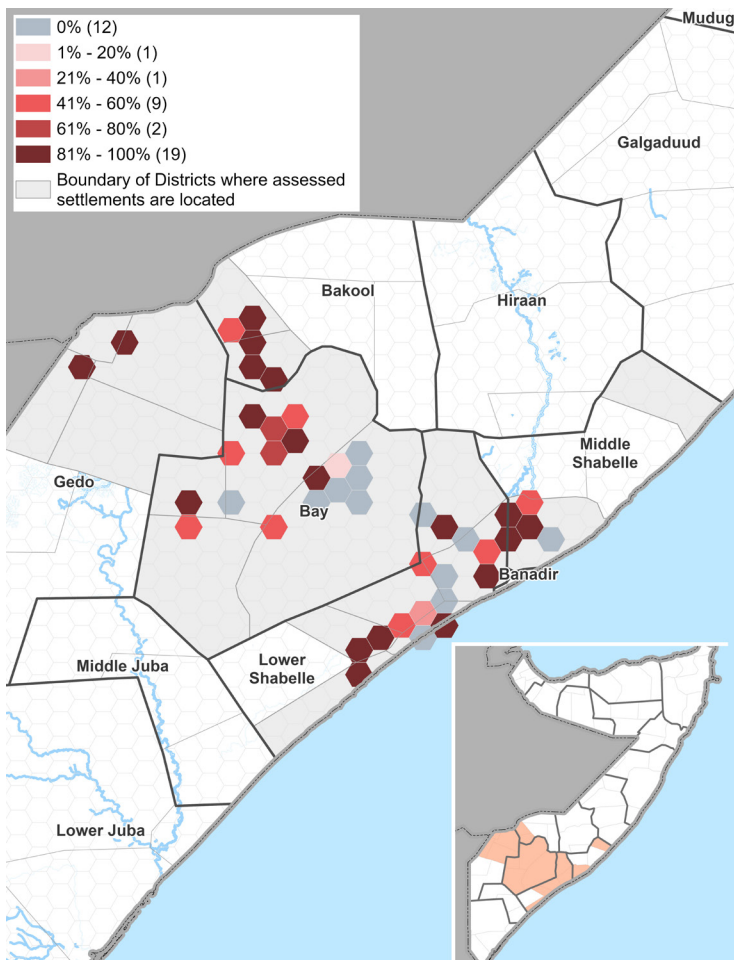 0% (12)
1% - 20% (1)
21% - 40% (1)
41% - 60% (9)
61% - 80% (2)
81% - 100% (19)
Boundary of Districts where assessed
settlements are located
Mudug
Galgaduud
Bakool
Hiraan
Middle
Shabelle
Gedo
Bay
Banadir
Middle Juba
Lower
Shabelle
Lower Juba